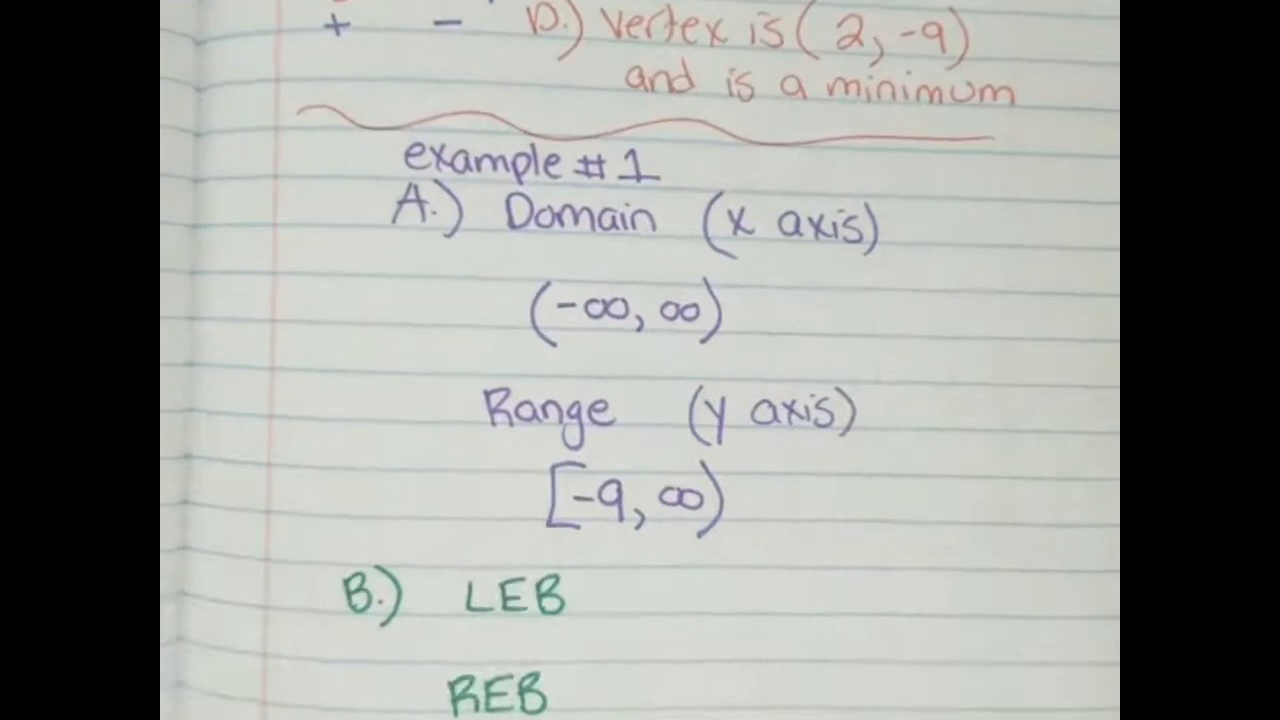 + - D.) vertex is (2, -9)
and is a minimum
example #1
A.) Domain (x axis)
(-∞, ∞)
Range (y axis)
[-9, ∞)
B.) LEB
REB